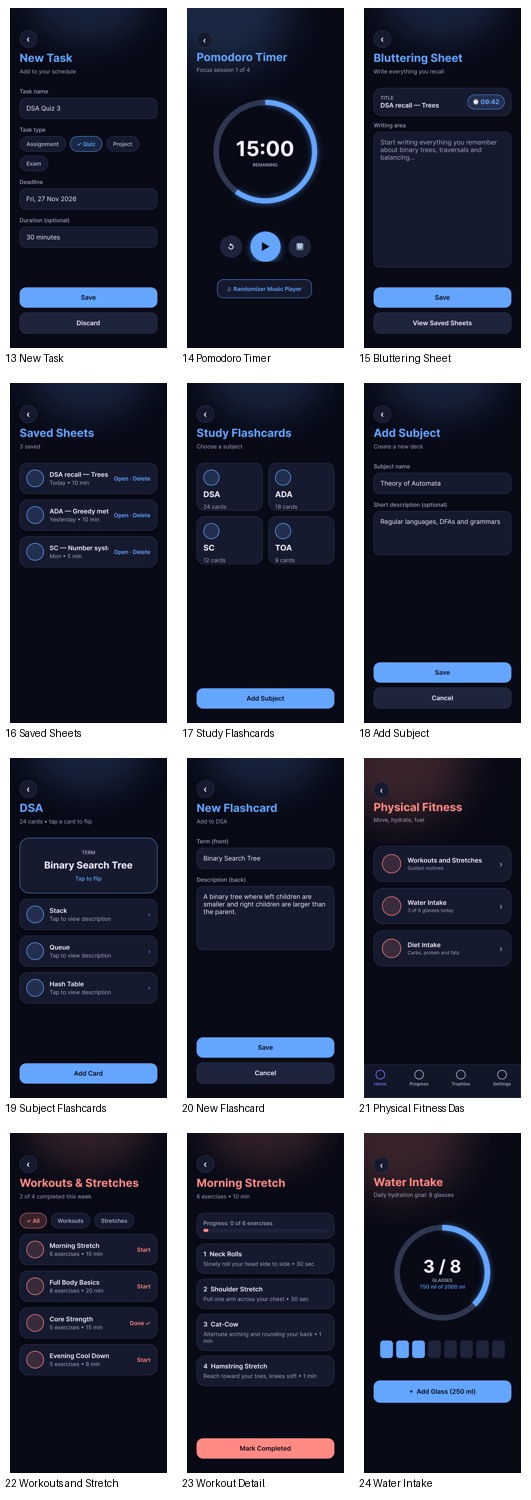 New Task
Add to your schedule
Task name
DSA Quiz 3
Task type
Assignment
✓ Quiz
Project
Exam
Deadline
Fri, 27 Nov 2026
Duration (optional)
30 minutes
Save
Discard
13 New Task
Pomodoro Timer
Focus session 1 of 4
15:00
REMAINING
♫ Randomizer Music Player
14 Pomodoro Timer
Bluttering Sheet
Write everything you recall
TITLE
DSA recall — Trees
09:42
Writing area
Start writing everything you remember
about binary trees, traversals and
balancing...
Save
View Saved Sheets
15 Bluttering Sheet
Saved Sheets
3 saved
DSA recall — Trees
Today • 10 min
Open · Delete
ADA — Greedy met
Yesterday • 10 min
Open · Delete
SC — Number syst
Mon • 5 min
Open · Delete
16 Saved Sheets
Study Flashcards
Choose a subject
DSA
24 cards
ADA
18 cards
SC
12 cards
TOA
9 cards
Add Subject
17 Study Flashcards
Add Subject
Create a new deck
Subject name
Theory of Automata
Short description (optional)
Regular languages, DFAs and grammars
Save
Cancel
18 Add Subject
DSA
24 cards • tap a card to flip
TERM
Binary Search Tree
Tap to flip
Stack
Tap to view description
Queue
Tap to view description
Hash Table
Tap to view description
Add Card
19 Subject Flashcards
New Flashcard
Add to DSA
Term (front)
Binary Search Tree
Description (back)
A binary tree where left children are
smaller and right children are larger than
the parent.
Save
Cancel
20 New Flashcard
Physical Fitness
Move, hydrate, fuel
Workouts and Stretches
Guided routines
Water Intake
3 of 8 glasses today
Diet Intake
Carbs, protein and fats
Home
Progress
Trophies
Settings
21 Physical Fitness Das
Workouts & Stretches
2 of 4 completed this week
✓ All
Workouts
Stretches
Morning Stretch
6 exercises • 10 min
Start
Full Body Basics
8 exercises • 20 min
Start
Core Strength
5 exercises • 15 min
Done ✓
Evening Cool Down
5 exercises • 8 min
Start
22 Workouts and Stretch
Morning Stretch
6 exercises • 10 min
Progress: 0 of 6 exercises
1 Neck Rolls
Slowly roll your head side to side • 30 sec
2 Shoulder Stretch
Pull one arm across your chest • 30 sec
3 Cat-Cow
Alternate arching and rounding your back • 1
min
4 Hamstring Stretch
Reach toward your toes, knees soft • 1 min
Mark Completed
23 Workout Detail
Water Intake
Daily hydration goal: 8 glasses
3 / 8
GLASSES
750 ml of 2000 ml
+ Add Glass (250 ml)
24 Water Intake